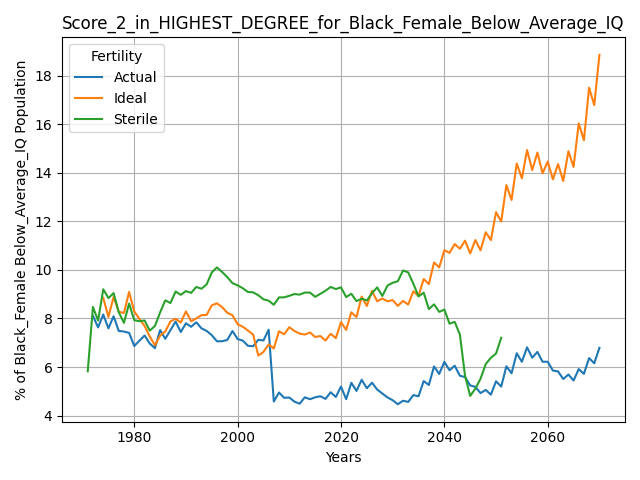 Score_2_in_HIGHEST_DEGREE_for_Black_Female_Below_Average_IQ
Fertility
Actual
Ideal
Sterile
% of Black_Female Below_Average_IQ Population
18
16
14
12
10
8
6
4
1980
2000
2020
2040
2060
Years